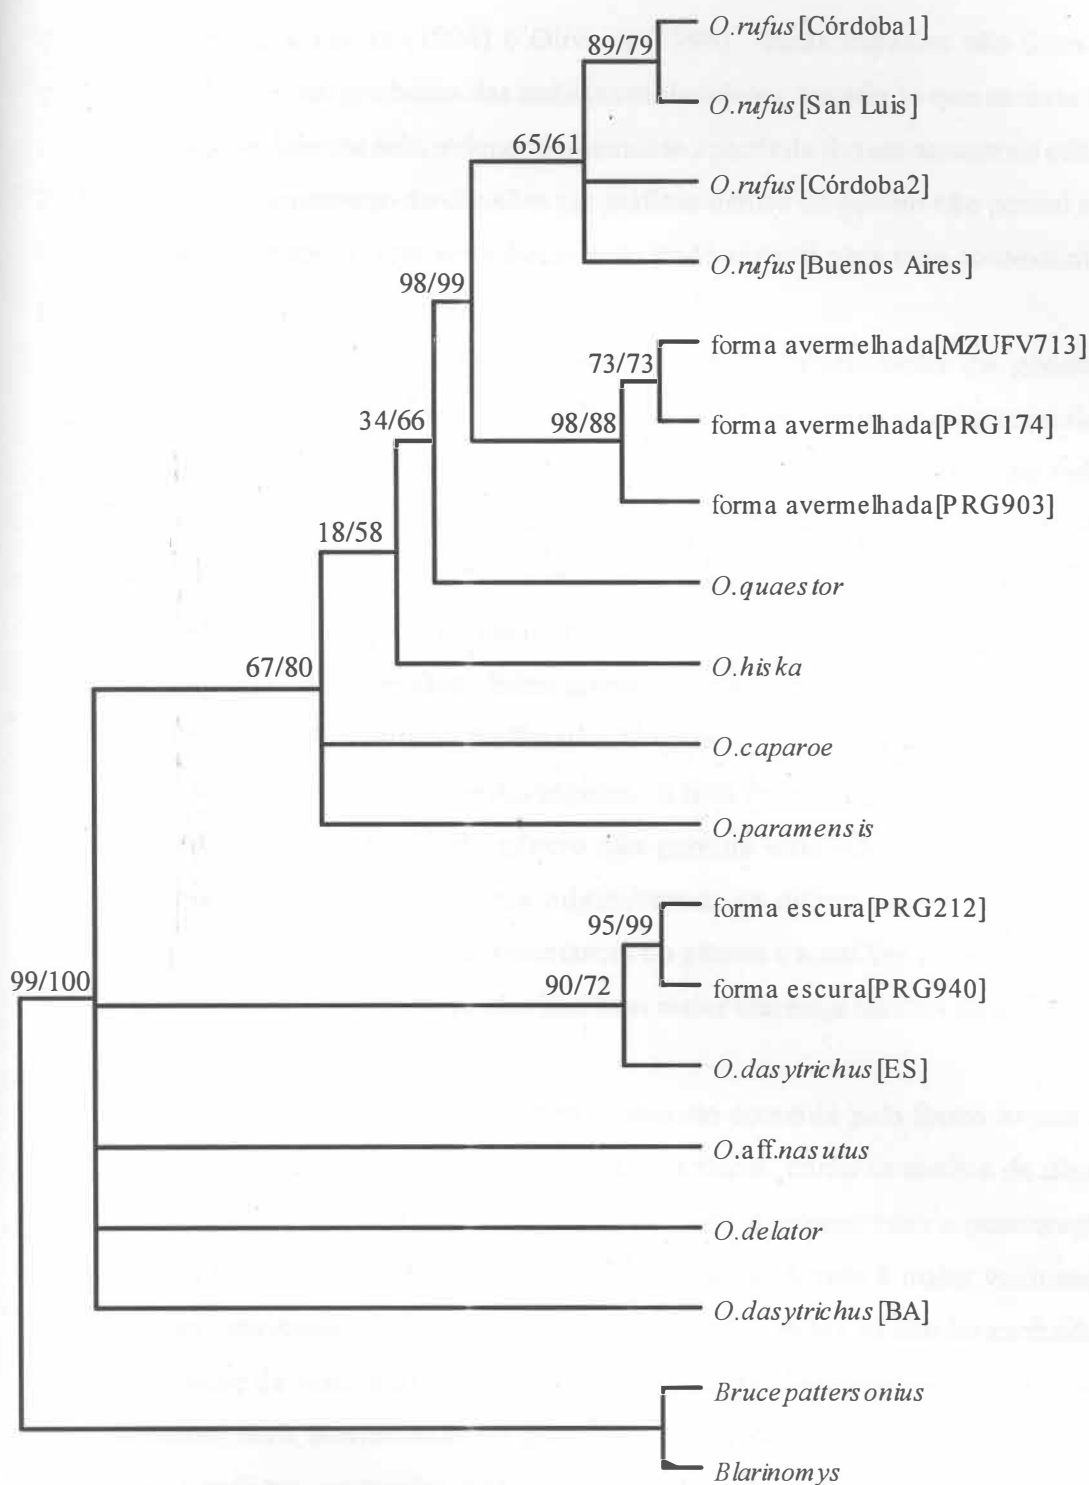 O.rufus[Córdoba1]
89/79
O.rufus[San Luis]
65/61
O.rufus[Córdoba2]
O.rufus[Buenos Aires]
98/99
forma avermelhada[MZUFV713]
73/73
forma avermelhada[PRG174]
34/66
98/88
forma avermelhada[PRG903]
18/58
O.quaestor
O.hiska
67/80
O.caparoe
O.paramensis
forma escura[PRG212]
95/99
forma escura[PRG940]
99/100
90/72
O.dasytrichus[ES]
O.aff.nasutus
O.delator
O.dasytrichus[BA]
Brucepattersonius
Blarinomys